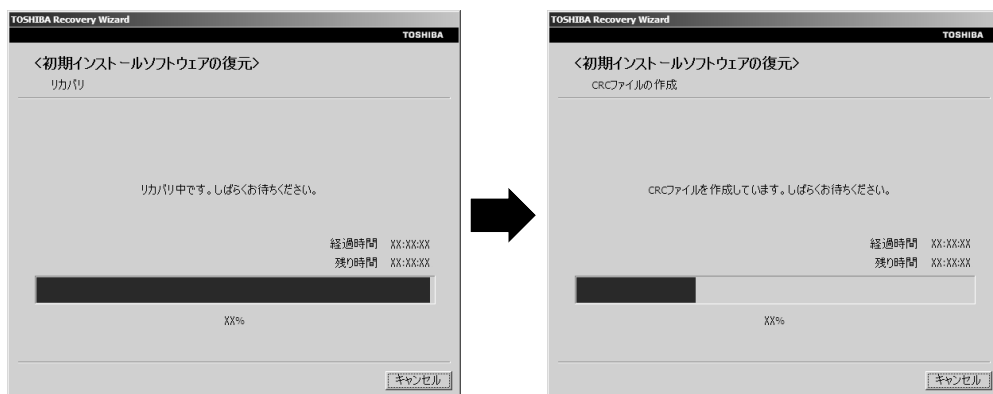 TOSHIBA Recovery Wizard
TOSHIBA
<初期インストールソフトウェアの復元>
リカバリ
リカバリ中です。しばらくお待ちください。
経過時間 XX:XX:XX
残り時間 XX:XX:XX
XX%
キャンセル
TOSHIBA Recovery Wizard
TOSHIBA
<初期インストールソフトウェアの復元>
CRCファイルの作成
CRCファイルを作成しています。しばらくお待ちください。
経過時間 XX:XX:XX
残り時間 XX:XX:XX
XX%
キャンセル